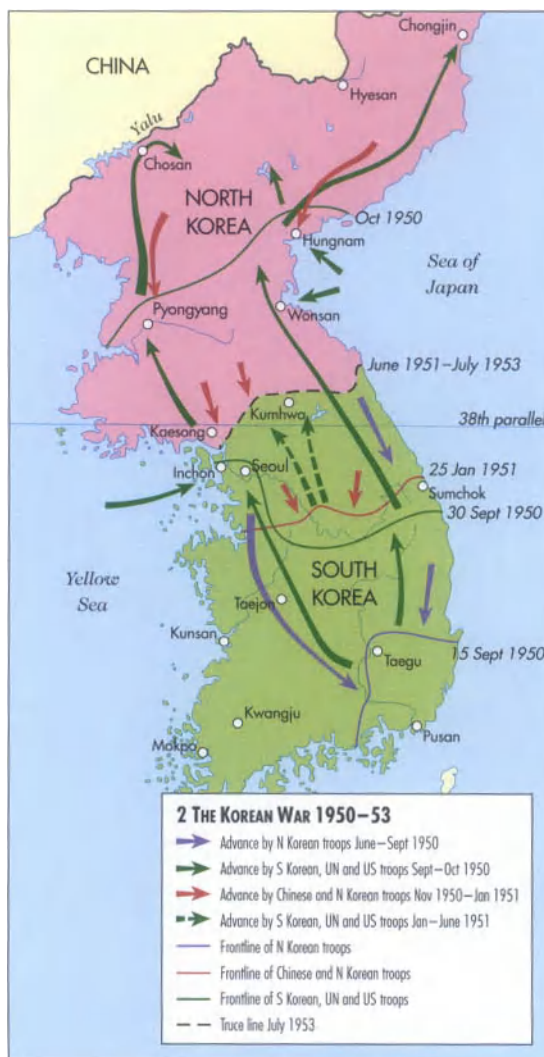 Chongjin
CHINA
Hyesan
Yalu
Chosan
NORTH
KOREA
Oct 1950
Hungnam
Sea of
Japan
Pyongyang
Wonsan
June 1951–July 1953
Kumhwa
38th parallel
Kaesong
Inchon
Seoul
25 Jan 1951
Sumchok
30 Sept 1950
Yellow
Sea
SOUTH
KOREA
Taejon
Kunsan
Taegu
15 Sept 1950
Kwangju
Mokpo
Pusan
2 THE KOREAN WAR 1950–53
Advance by N Korean troops June–Sept 1950
Advance by S Korean, UN and US troops Sept–Oct 1950
Advance by Chinese and N Korean troops Nov 1950–Jan 1951
Advance by S Korean, UN and US troops Jan–June 1951
Frontline of N Korean troops
Frontline of Chinese and N Korean troops
Frontline of S Korean, UN and US troops
Truce line July 1953